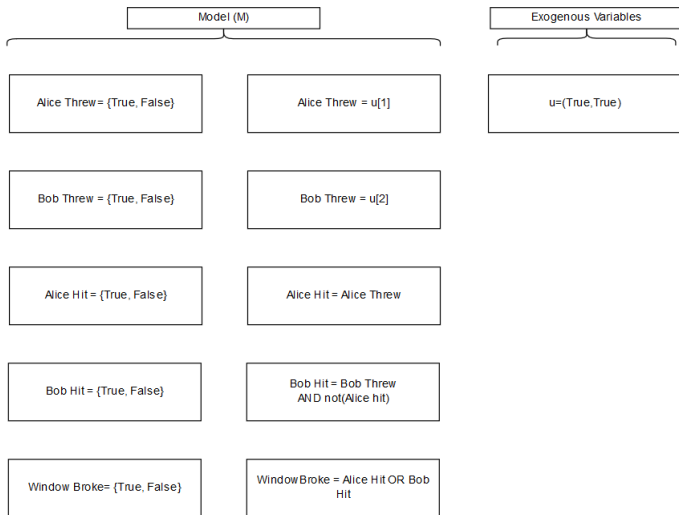 Model (M)
Exogenous Variables
Alice Threw= {True, False}
Alice Threw = u[1]
u=(True,True)
Bob Threw = {True, False}
Bob Threw = u[2]
Alice Hit = {True, False}
Alice Hit = Alice Threw
Bob Hit = {True, False}
Bob Hit = Bob Threw
AND not(Alice hit)
Window Broke= {True, False}
Window Broke = Alice Hit OR Bob
Hit